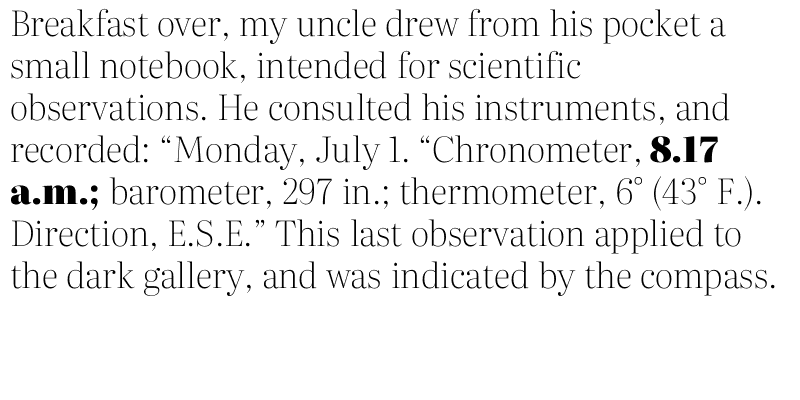 Breakfast over, my uncle drew from his pocket a
small notebook, intended for scientific
observations. He consulted his instruments, and
recorded: “Monday, July 1. “Chronometer, 8.17
a.m.; barometer, 297 in.; thermometer, 6° (43° F.).
Direction, E.S.E.” This last observation applied to
the dark gallery, and was indicated by the compass.